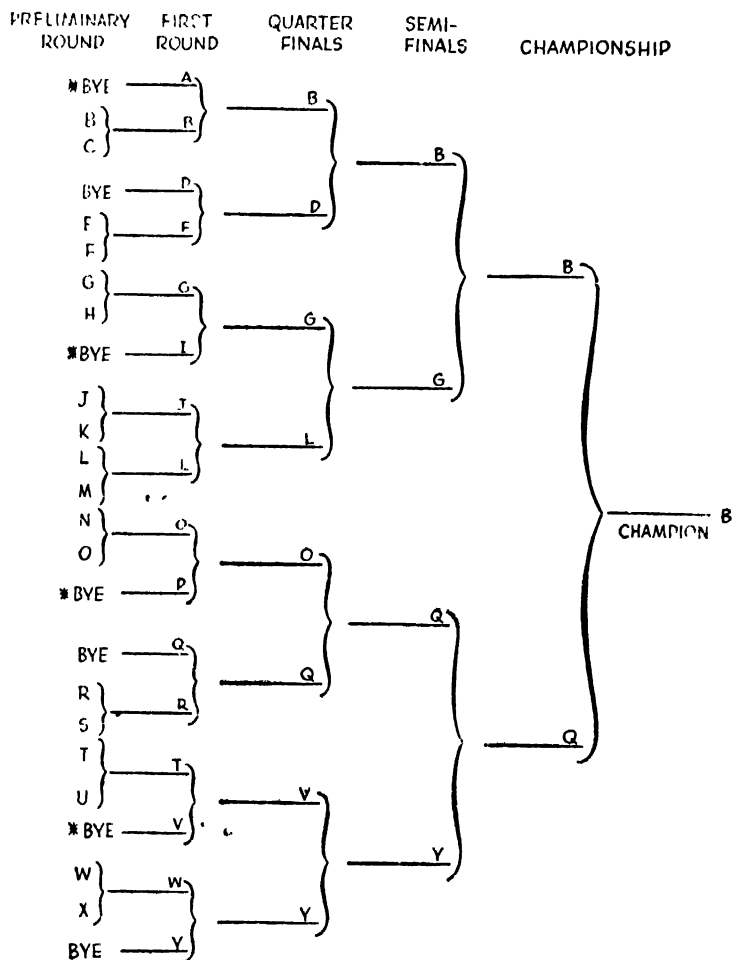 PRELIMINARY ROUND
FIRST ROUND
QUARTER FINALS
SEMI-FINALS
CHAMPIONSHIP
*BYE A
B
B B
C
B
BYE D
D
E E
F
B
G G
H
G
*BYE I
G
J J
K
L
L L
M
N
B
O O
CHAMPION
O
*BYE P
Q
BYE Q
Q
R R
S
Q
T T
V
U
*BYE V
Y
W W
X
Y
BYE Y